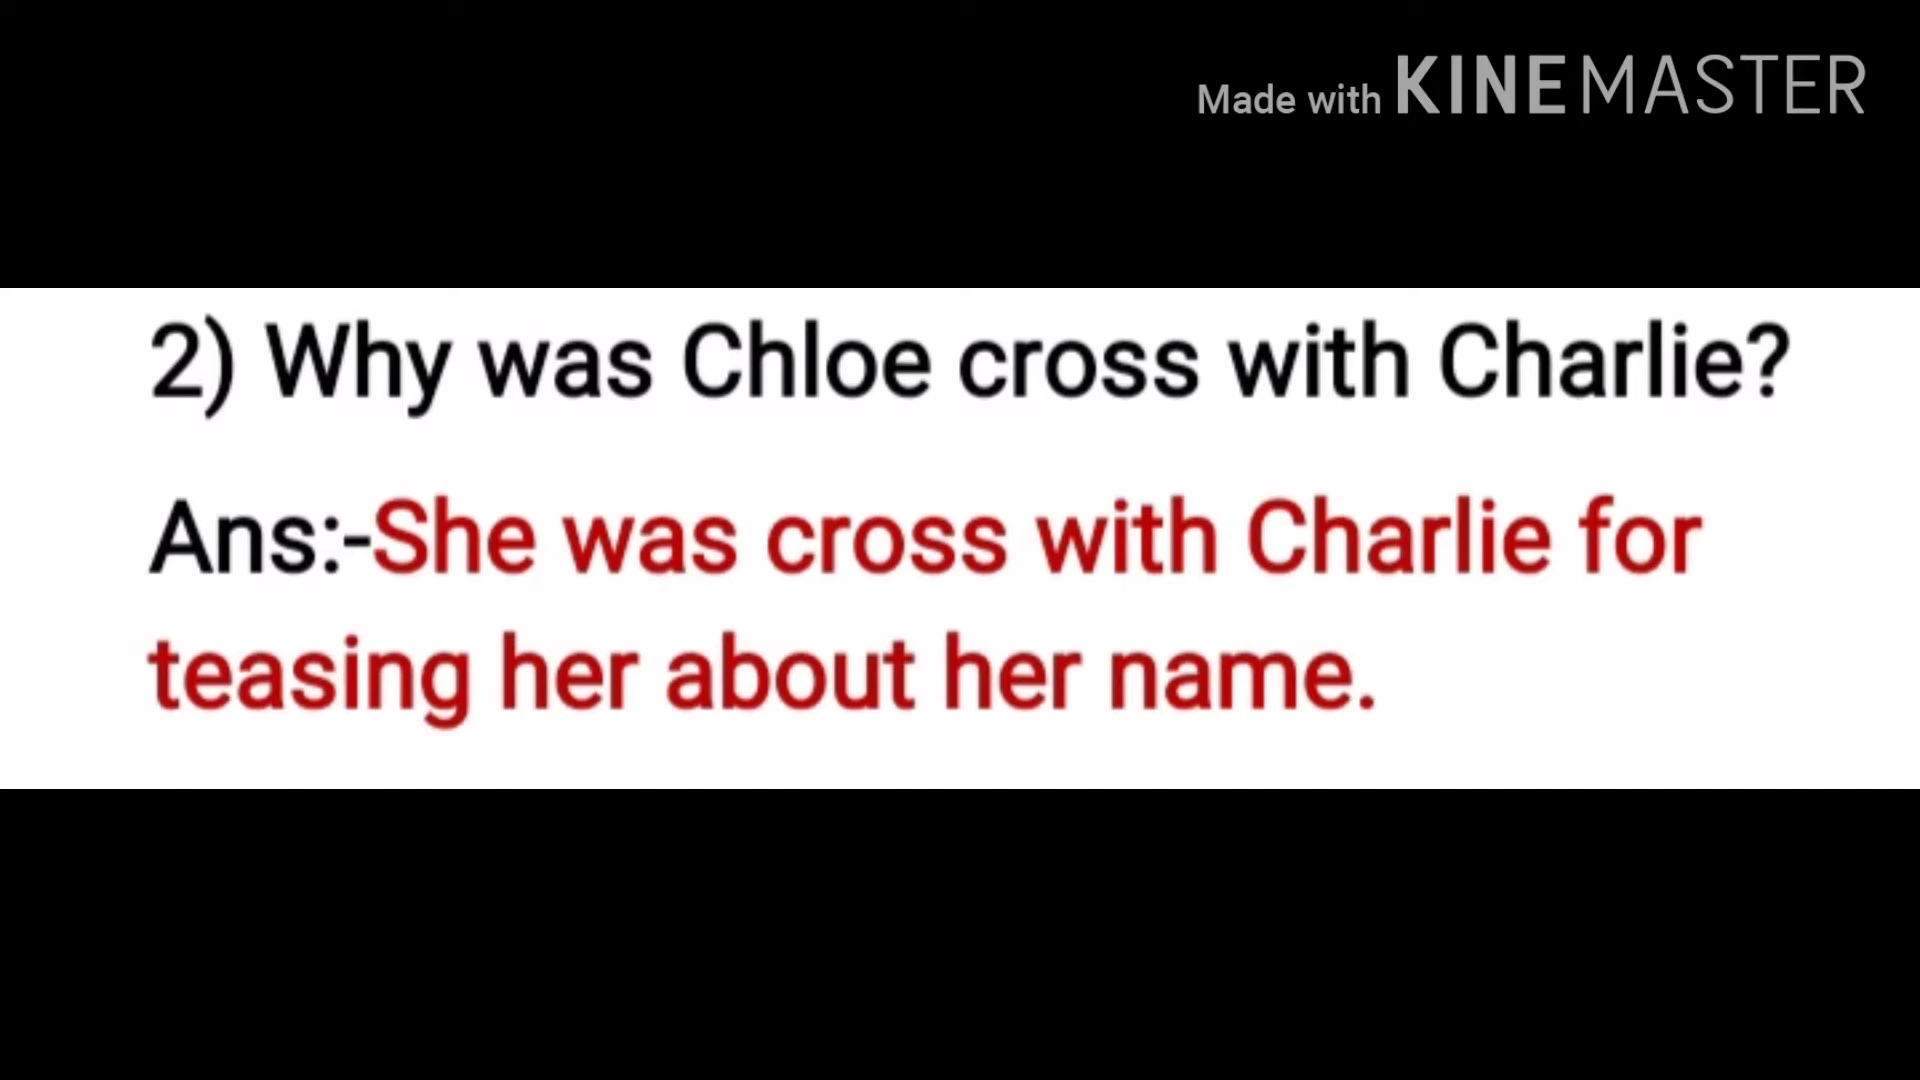 Made with KINEMASTER
2) Why was Chloe cross with Charlie?
Ans:-She was cross with Charlie for
teasing her about her name.